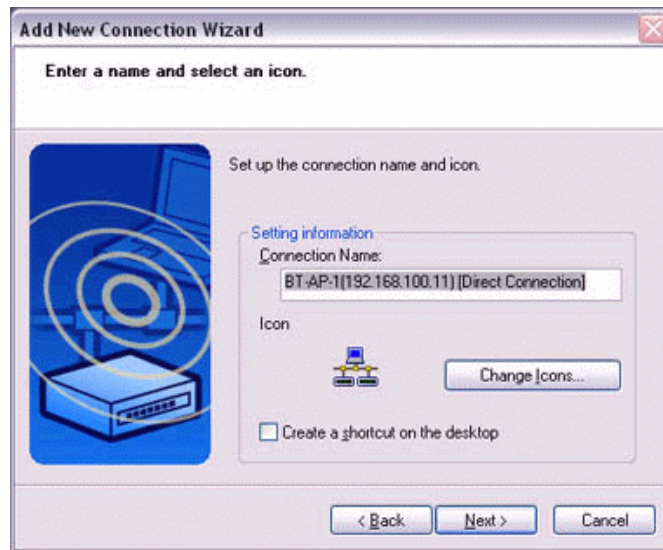 Add New Connection Wizard
Enter a name and select an icon.
Set up the connection name and icon.
Setting information
Connection Name:
BT-AP-1(192.168.100.11) [Direct Connection]
Icon
Change Icons...
Create a shortcut on the desktop
< Back
Next >
Cancel